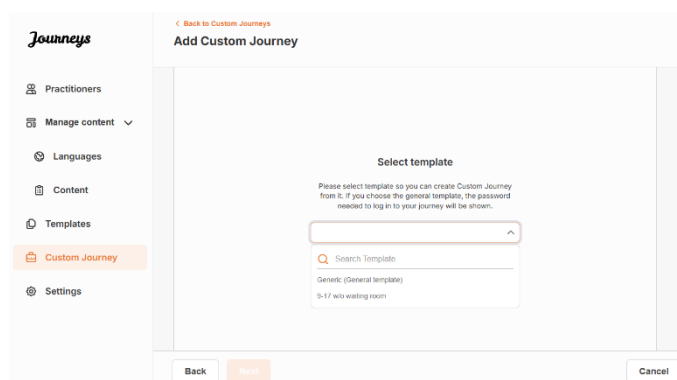 Journeys
< Back to Custom Journeys
Add Custom Journey
Practitioners
Manage content
Languages
Content
Templates
Custom Journey
Settings
Select template
Please select template so you can create Custom Journey
from it. If you choose the general template, the password
needed to log in to your journey will be shown.
Search Template
Generic (General template)
9-17 w/o waiting room
Back
Next
Cancel